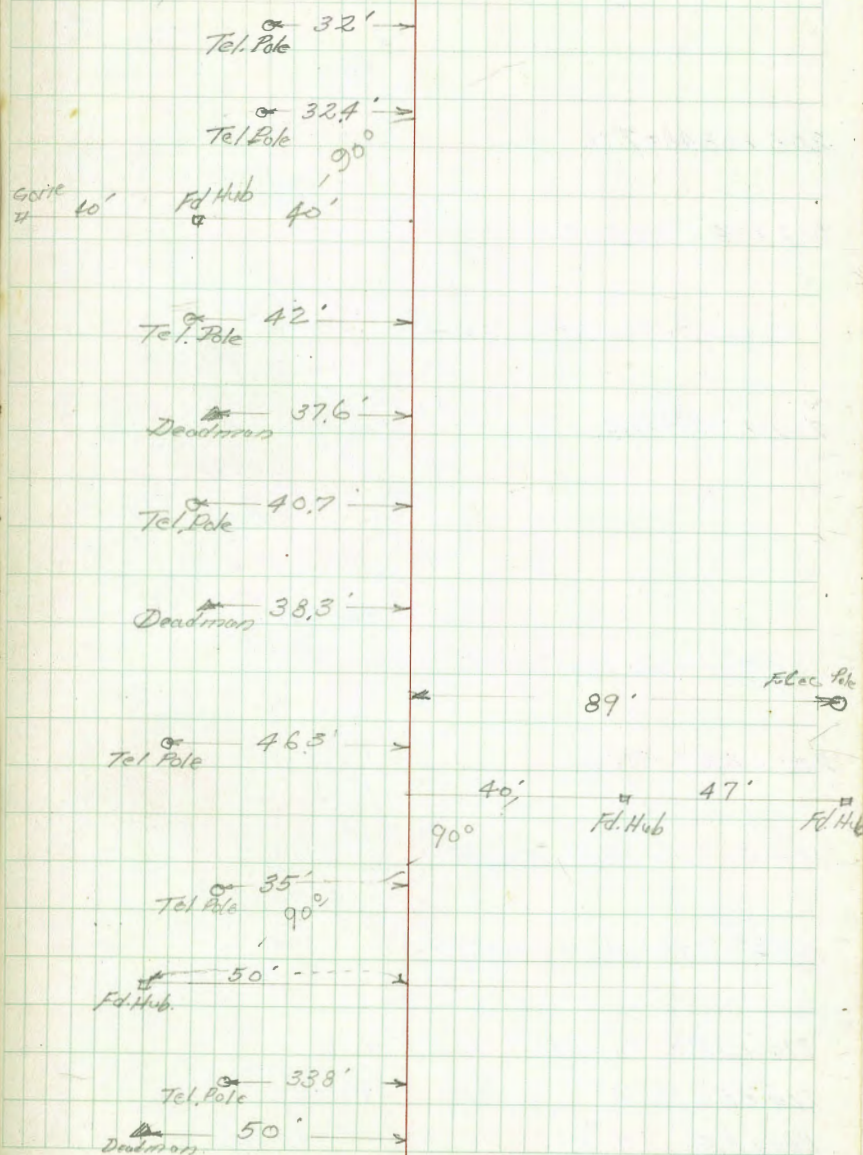 32'
Tel. Pole
32.4'
Tel. Pole
90°
40' Fd Hub 40'
42'
Tel. Pole
37.6'
Deadman
40.7
Tel. Pole
38.3'
Deadman
Elec. Pole
89'
46.3'
Tel Pole
40' 47'
Fd. Hub Fd. Hub
90°
35'
Tel Pole
90°
50'
Fd. Hub.
33.8'
Tel. Pole
50'
Deadman